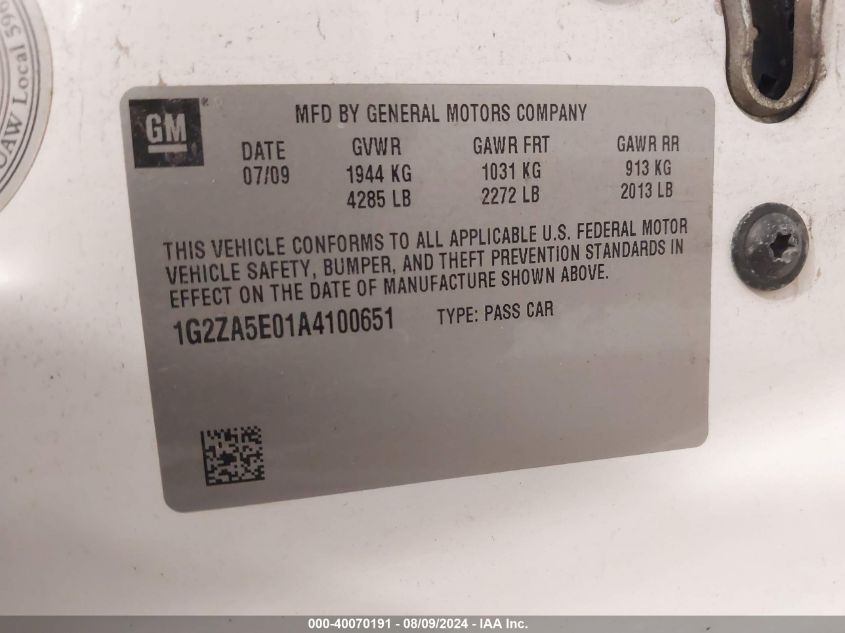 UAW Local 596
GM
MFD BY GENERAL MOTORS COMPANY
DATE GVWR GAWR FRT GAWR RR
07/09 1944 KG 1031 KG 913 KG
4285 LB 2272 LB 2013 LB
THIS VEHICLE CONFORMS TO ALL APPLICABLE U.S. FEDERAL MOTOR
VEHICLE SAFETY, BUMPER, AND THEFT PREVENTION STANDARDS IN
EFFECT ON THE DATE OF MANUFACTURE SHOWN ABOVE.
1G2ZA5E01A4100651 TYPE: PASS CAR
000-40070191 - 08/09/2024 - IAA Inc.